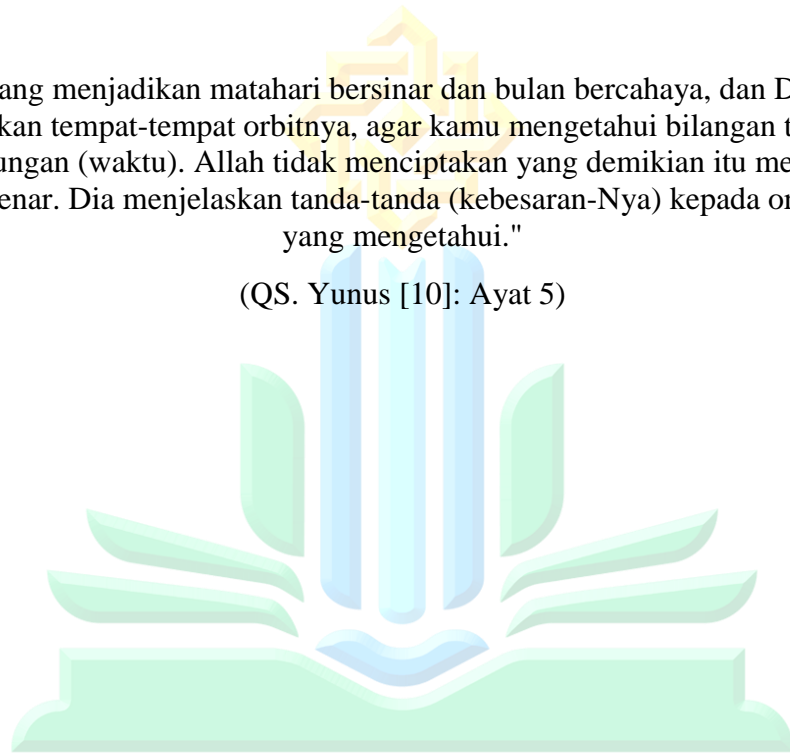 ang menjadikan matahari bersinar dan bulan bercahaya, dan D
kan tempat-tempat orbitnya, agar kamu mengetahui bilangan t
ungan (waktu). Allah tidak menciptakan yang demikian itu me
enar. Dia menjelaskan tanda-tanda (kebesaran-Nya) kepada or
yang mengetahui."
(QS. Yunus [10]: Ayat 5)